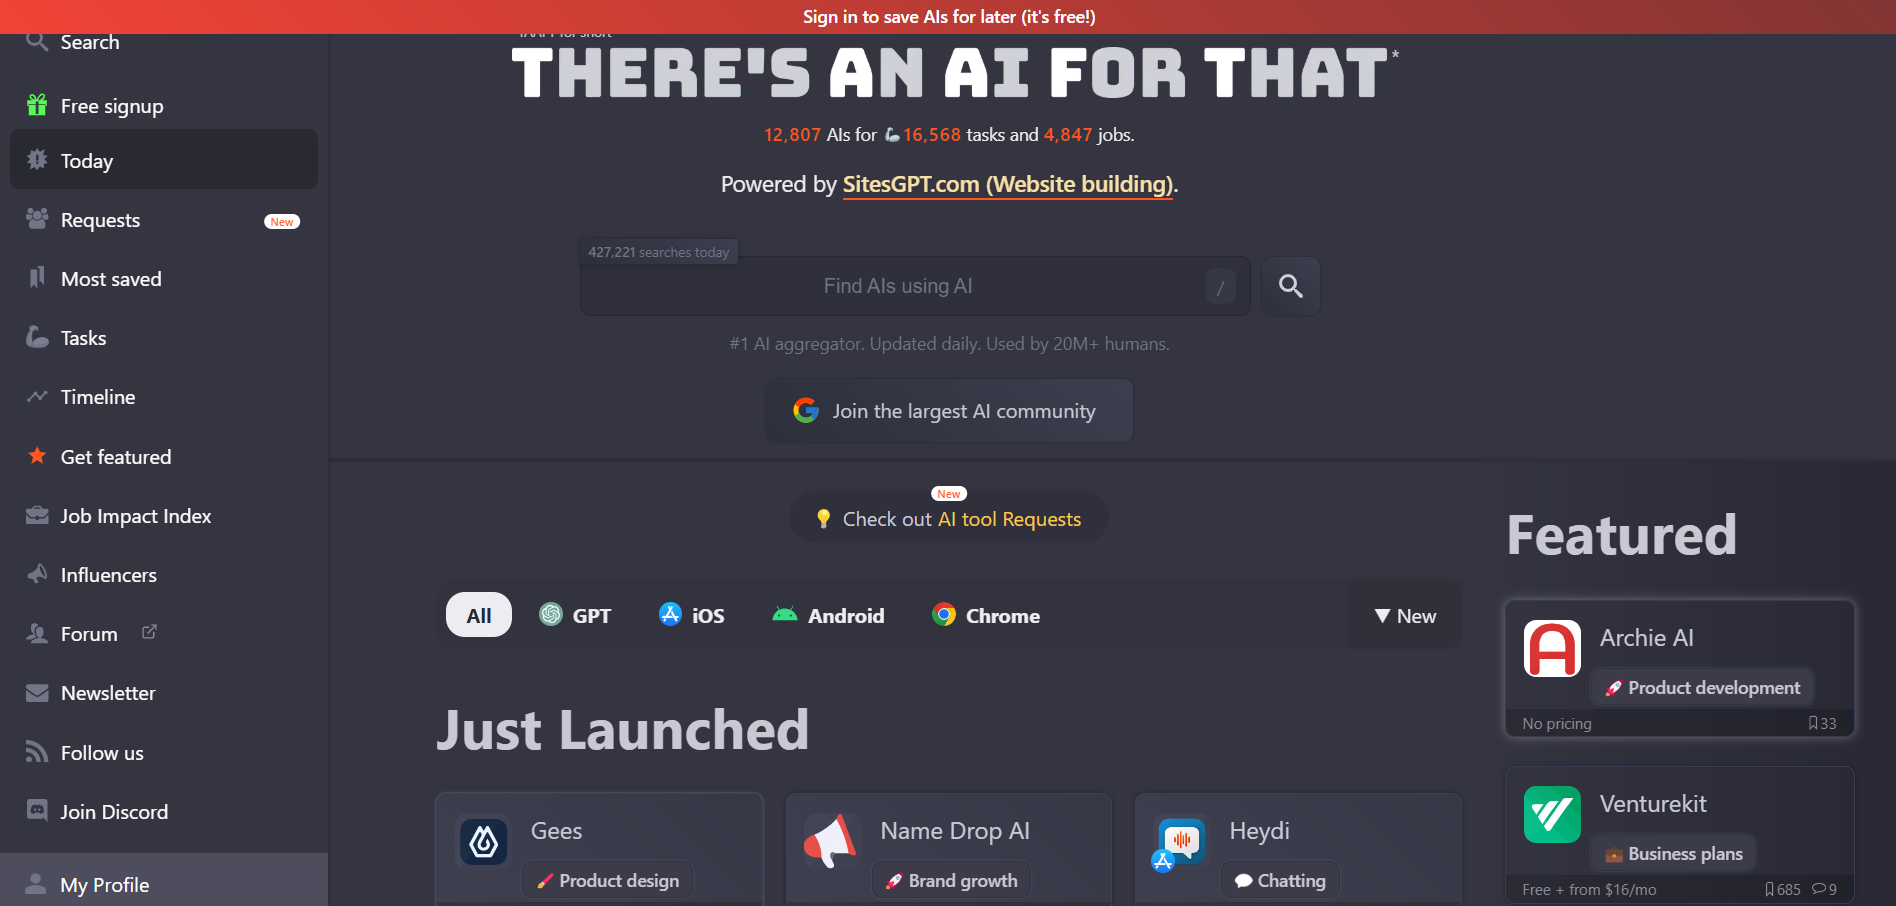 Sign in to save AIs for later (it's free!)
Search
Free signup
Today
Requests
New
Most saved
Tasks
Timeline
Get featured
Job Impact Index
Influencers
Forum
Newsletter
Follow us
Join Discord
My Profile
for short
THERE'S AN AI FOR THAT*
12,807 AIs for 16,568 tasks and 4,847 jobs.
Powered by SitesGPT.com (Website building).
427,221 searches today
Find AIs using AI /
#1 AI aggregator. Updated daily. Used by 20M+ humans.
Join the largest AI community
New
Check out AI tool Requests
All GPT iOS Android Chrome ▼ New
Just Launched
Gees
Product design
Name Drop AI
Brand growth
Heydi
Chatting
Featured
Archie AI
Product development
No pricing 33
Venturekit
Business plans
Free + from $16/mo 685 9